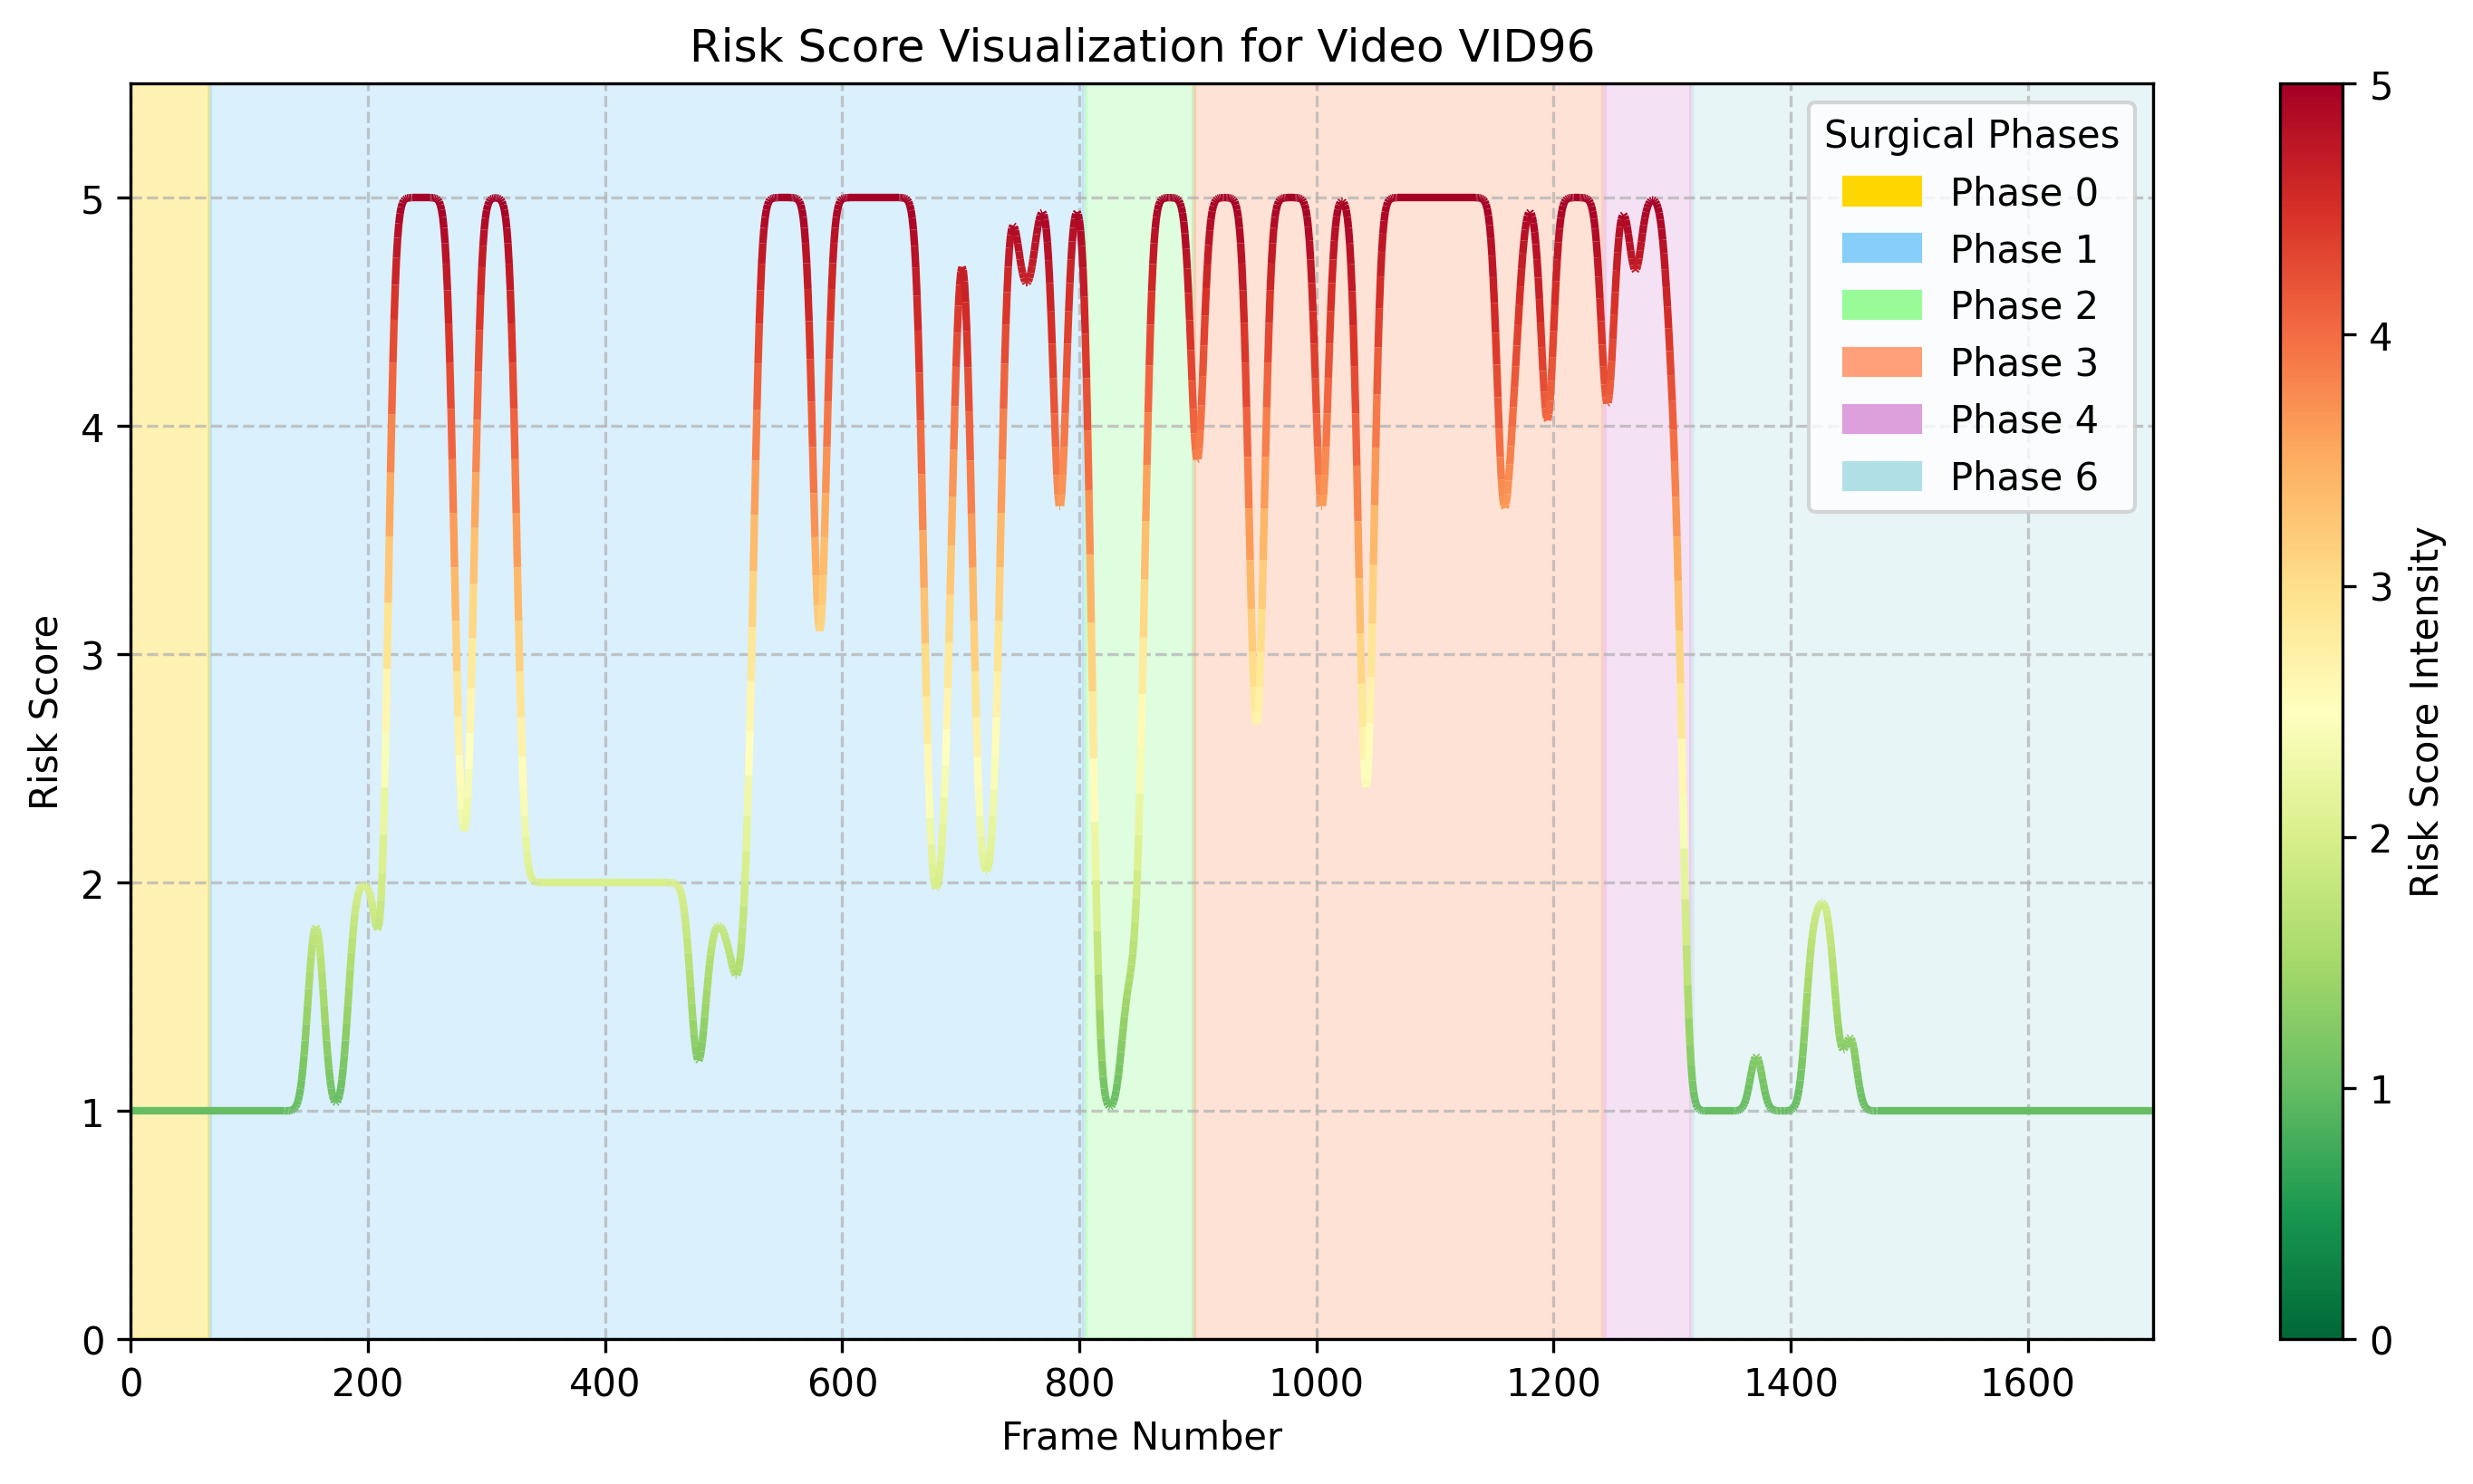 Risk Score Visualization for Video VID96
Surgical Phases
Phase 0
Phase 1
Phase 2
Phase 3
Phase 4
Phase 6
Risk Score
5
4
3
2
1
0
0 200 400 600 800 1000 1200 1400 1600
Frame Number
5
4
3
2
1
0
Risk Score Intensity